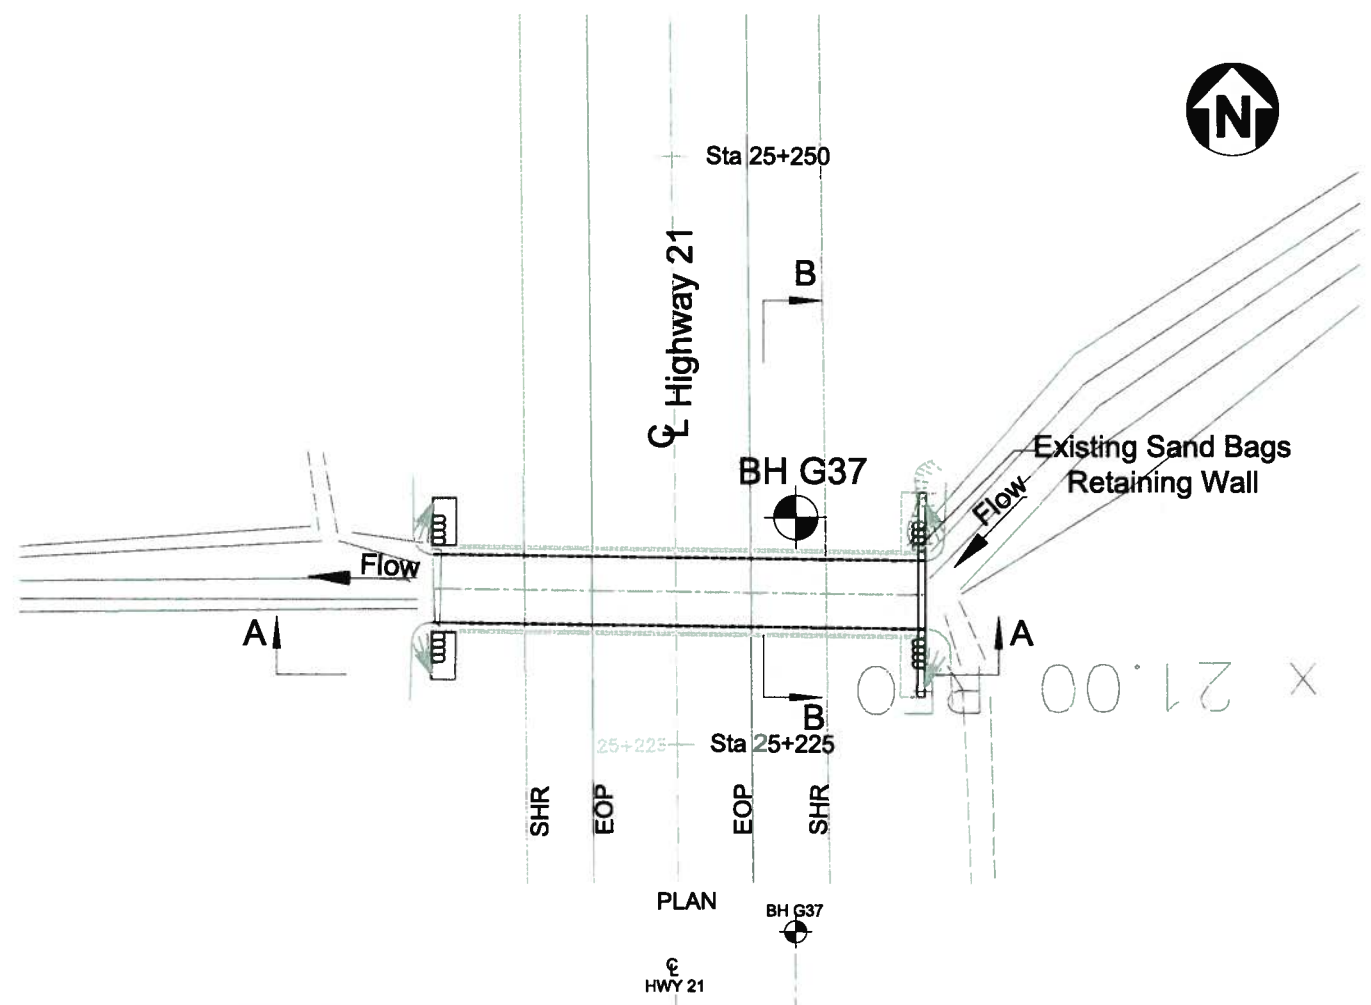 N
Sta 25+250
B
℄ Highway 21
Existing Sand Bags
Retaining Wall
BH G37
Flow
Flow
A
A
x 21.00
B
25+225
Sta 25+225
SHR
EOP
EOP
SHR
PLAN
BH G37
℄
HWY 21